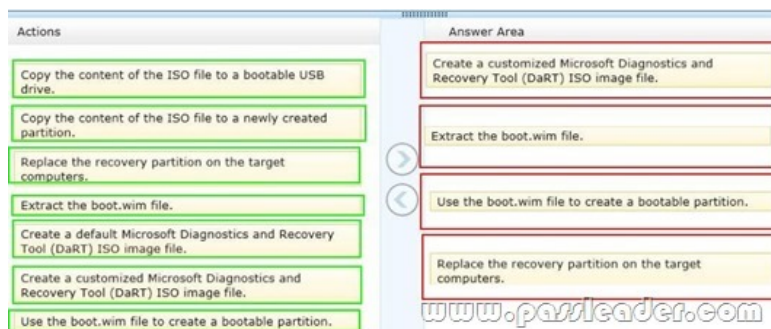 Actions
Copy the content of the ISO file to a bootable USB
drive.
Copy the content of the ISO file to a newly created
partition.
Replace the recovery partition on the target
computers.
Extract the boot.wim file.
Create a default Microsoft Diagnostics and Recovery
Tool (DaRT) ISO image file.
Create a customized Microsoft Diagnostics and
Recovery Tool (DaRT) ISO image file.
Use the boot.wim file to create a bootable partition.
Answer Area
Create a customized Microsoft Diagnostics and
Recovery Tool (DaRT) ISO image file.
Extract the boot.wim file.
Use the boot.wim file to create a bootable partition.
Replace the recovery partition on the target
computers.
www.passleader.com